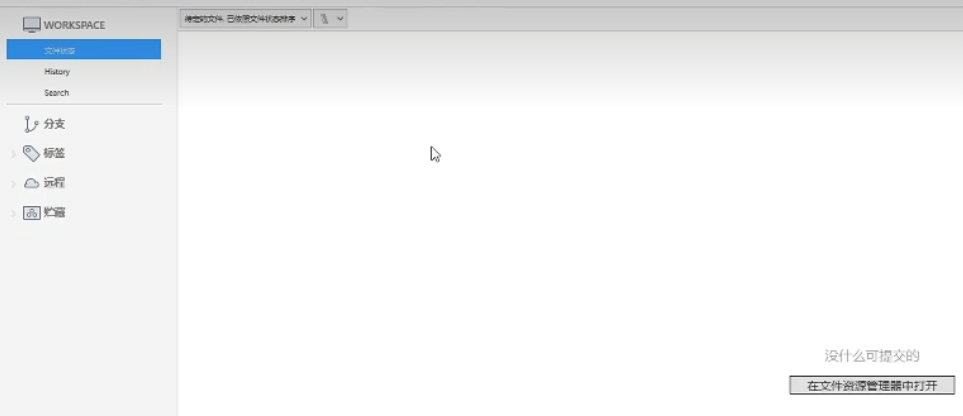 WORKSPACE
文件状态
History
Search
分支
标签
远程
贮藏
待定的文件, 已依照文件状态排序
没什么可提交的
在文件资源管理器中打开